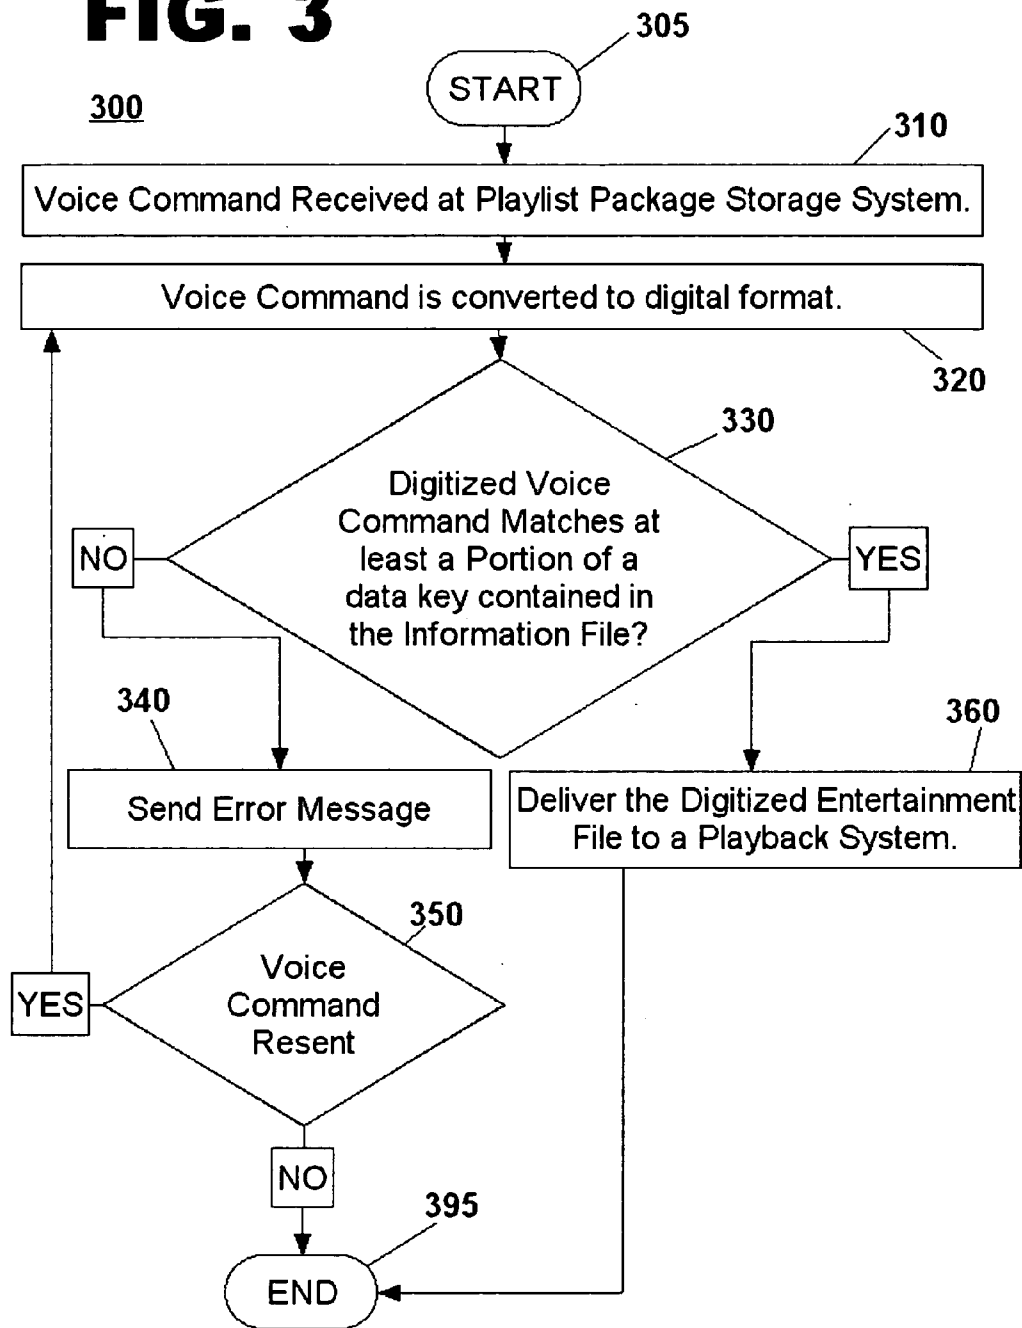 FIG. 3
305
START
300
310
Voice Command Received at Playlist Package Storage System.
Voice Command is converted to digital format.
320
330
Digitized Voice
Command Matches at
least a Portion of a
data key contained in
the Information File?
NO
YES
340
360
Send Error Message
Deliver the Digitized Entertainment
File to a Playback System.
350
Voice
Command
Resent
YES
NO
395
END